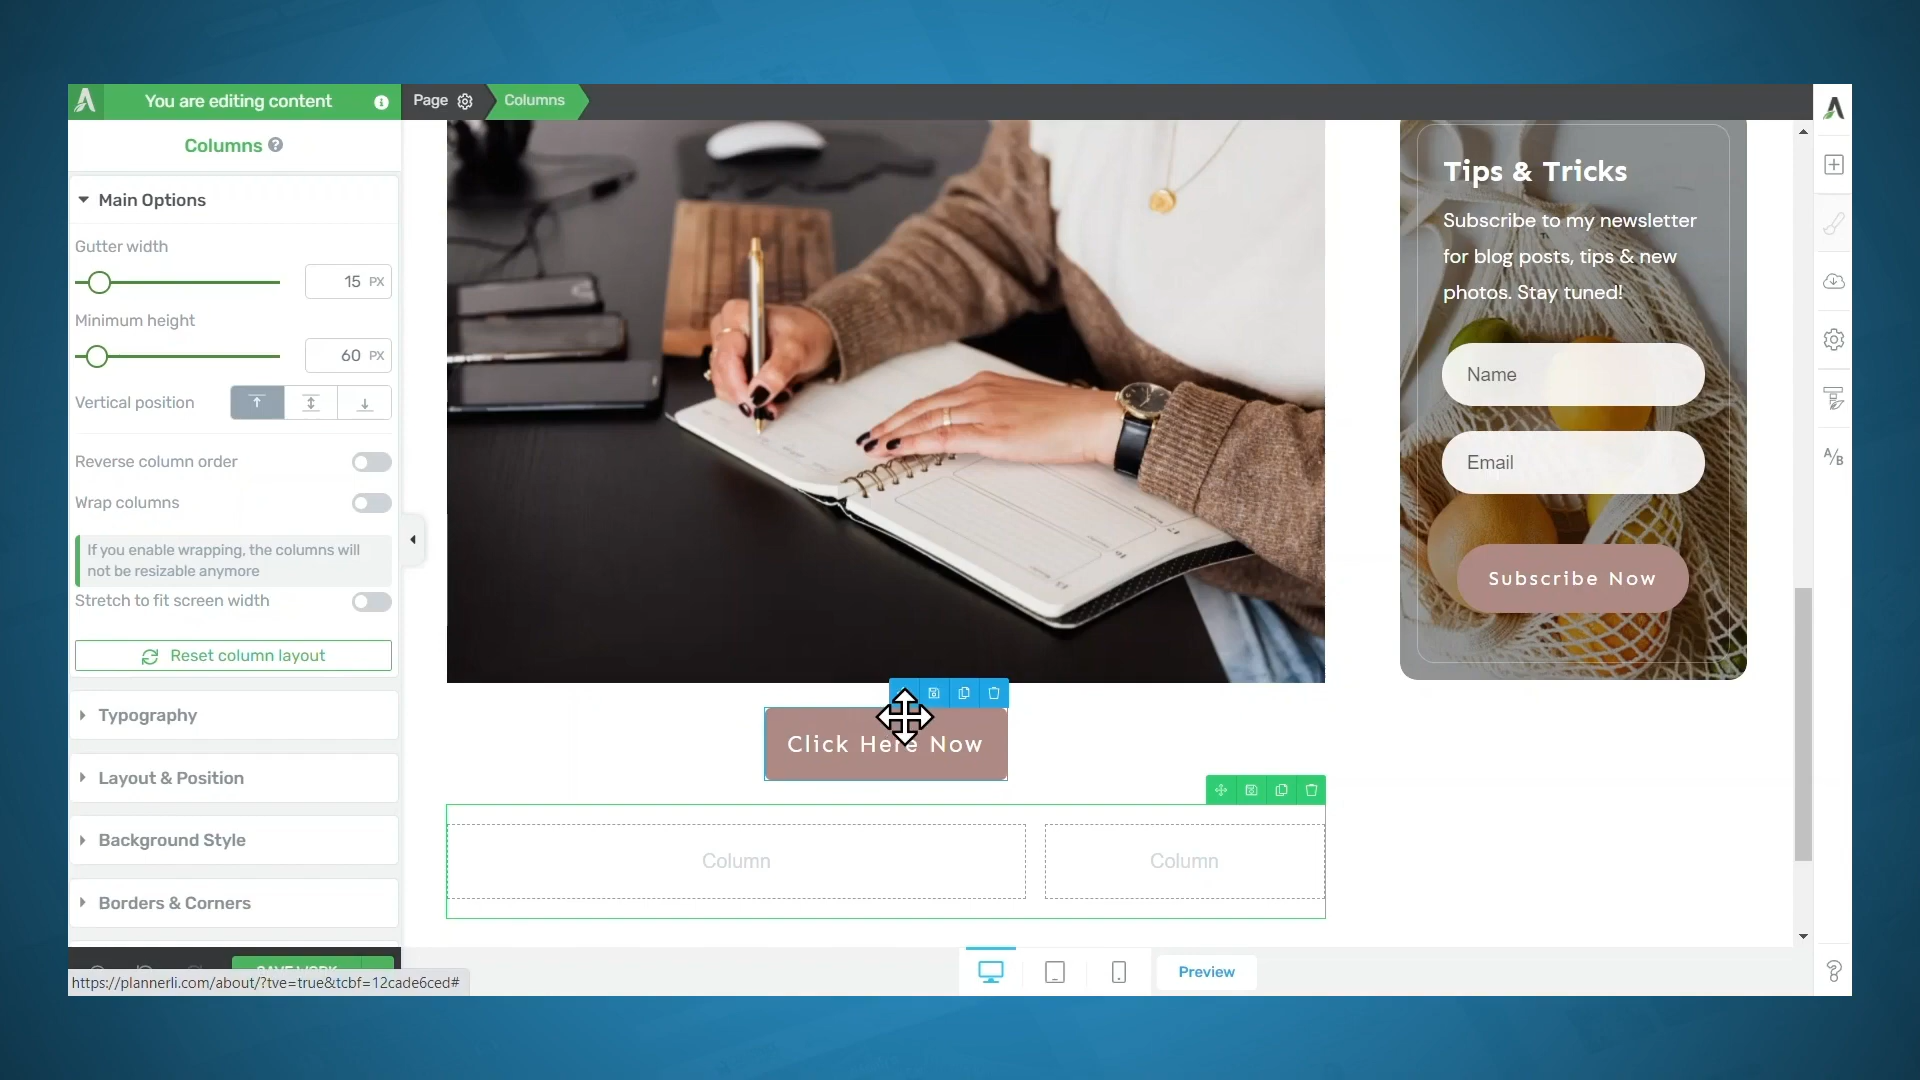 You are editing content
Page
Columns
Columns
Main Options
Gutter width
15 PX
Minimum height
60 PX
Vertical position
Reverse column order
Wrap columns
If you enable wrapping, the columns will
not be resizable anymore
Stretch to fit screen width
Reset column layout
Typography
Layout & Position
Background Style
Borders & Corners
SAVE WORK
https://plannerli.com/about/?tve=true&tcbf=12cade6ced#
Click Here Now
Column
Column
Tips & Tricks
Subscribe to my newsletter
for blog posts, tips & new
photos. Stay tuned!
Name
Email
Subscribe Now
A/B
Preview